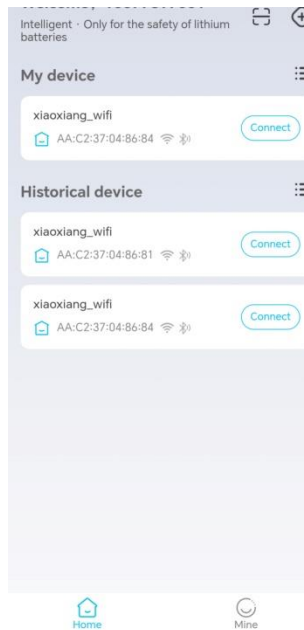 Intelligent · Only for the safety of lithium
batteries
My device
xiaoxiang_wifi
AA:C2:37:04:86:84
Connect
Historical device
xiaoxiang_wifi
AA:C2:37:04:86:81
Connect
xiaoxiang_wifi
AA:C2:37:04:86:84
Connect
Home
Mine